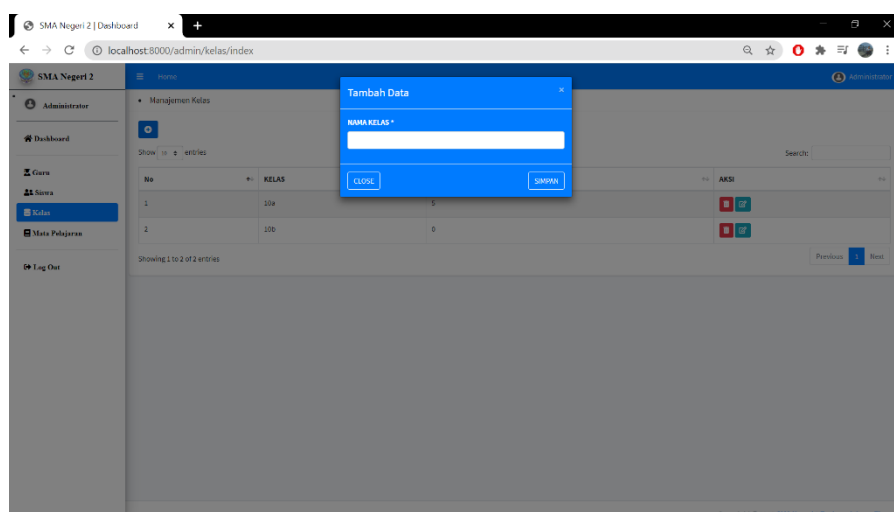 SMA Negeri 2 | Dashboard
localhost:8000/admin/kelas/index
SMA Negeri 2
Home
Administrator
Administrator
Manajemen Kelas
Tambah Data
NAMA KELAS *
CLOSE
SIMPAN
Dashboard
Guru
Siswa
Kelas
Mata Pelajaran
Log Out
Show 10 entries
Search:
No KELAS AKSI
1 10a 5
2 10b 0
Showing 1 to 2 of 2 entries
Previous 1 Next